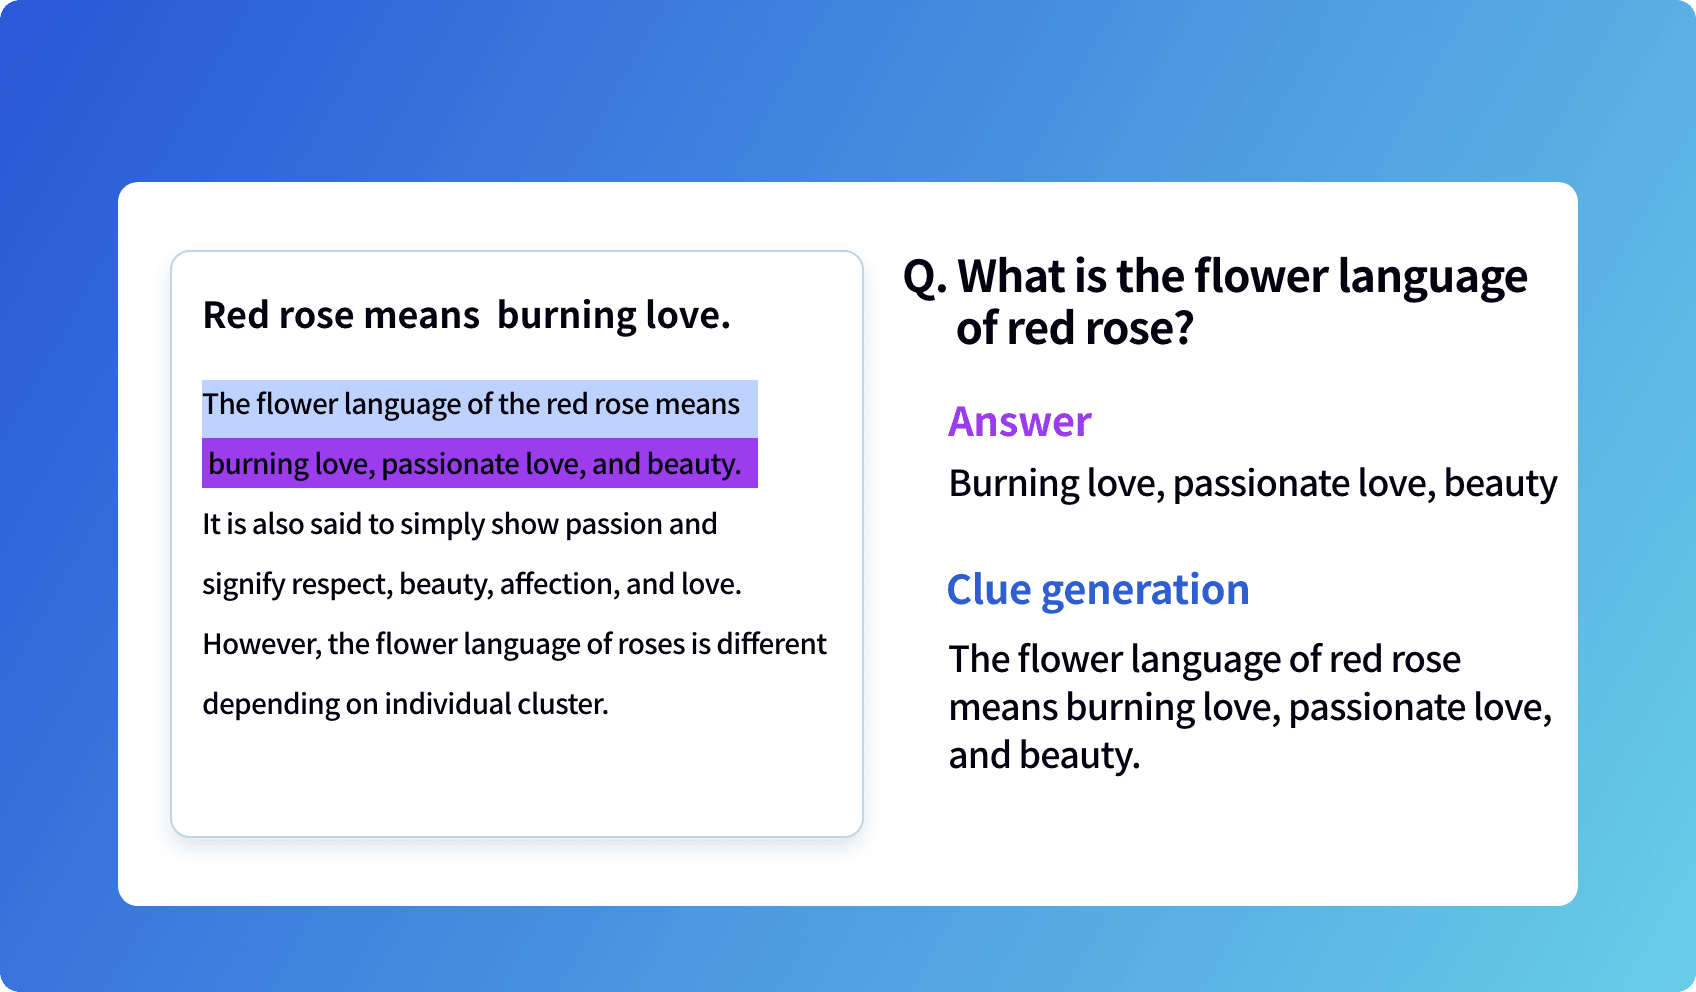 Red rose means  burning love.
The flower language of the red rose means
burning love, passionate love, and beauty.
It is also said to simply show passion and
signify respect, beauty, affection, and love.
However, the flower language of roses is different
depending on individual cluster.
Q. What is the flower language
of red rose?
Answer
Burning love, passionate love, beauty
Clue generation
The flower language of red rose
means burning love, passionate love,
and beauty.